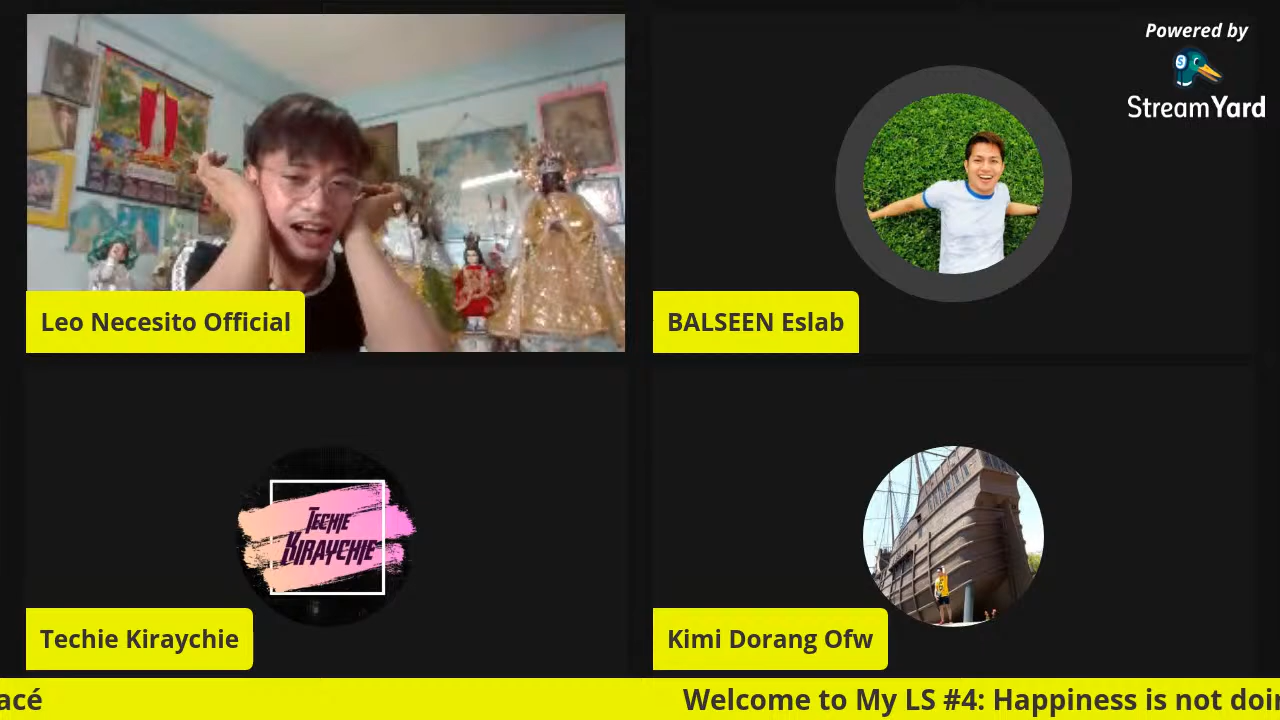 Powered by
StreamYard
Leo Necesito Official
BALSEEN Eslab
TECHIE
KIRAYCHIE
Techie Kiraychie
Kimi Dorang Ofw
acé
Welcome to My LS #4: Happiness is not doin